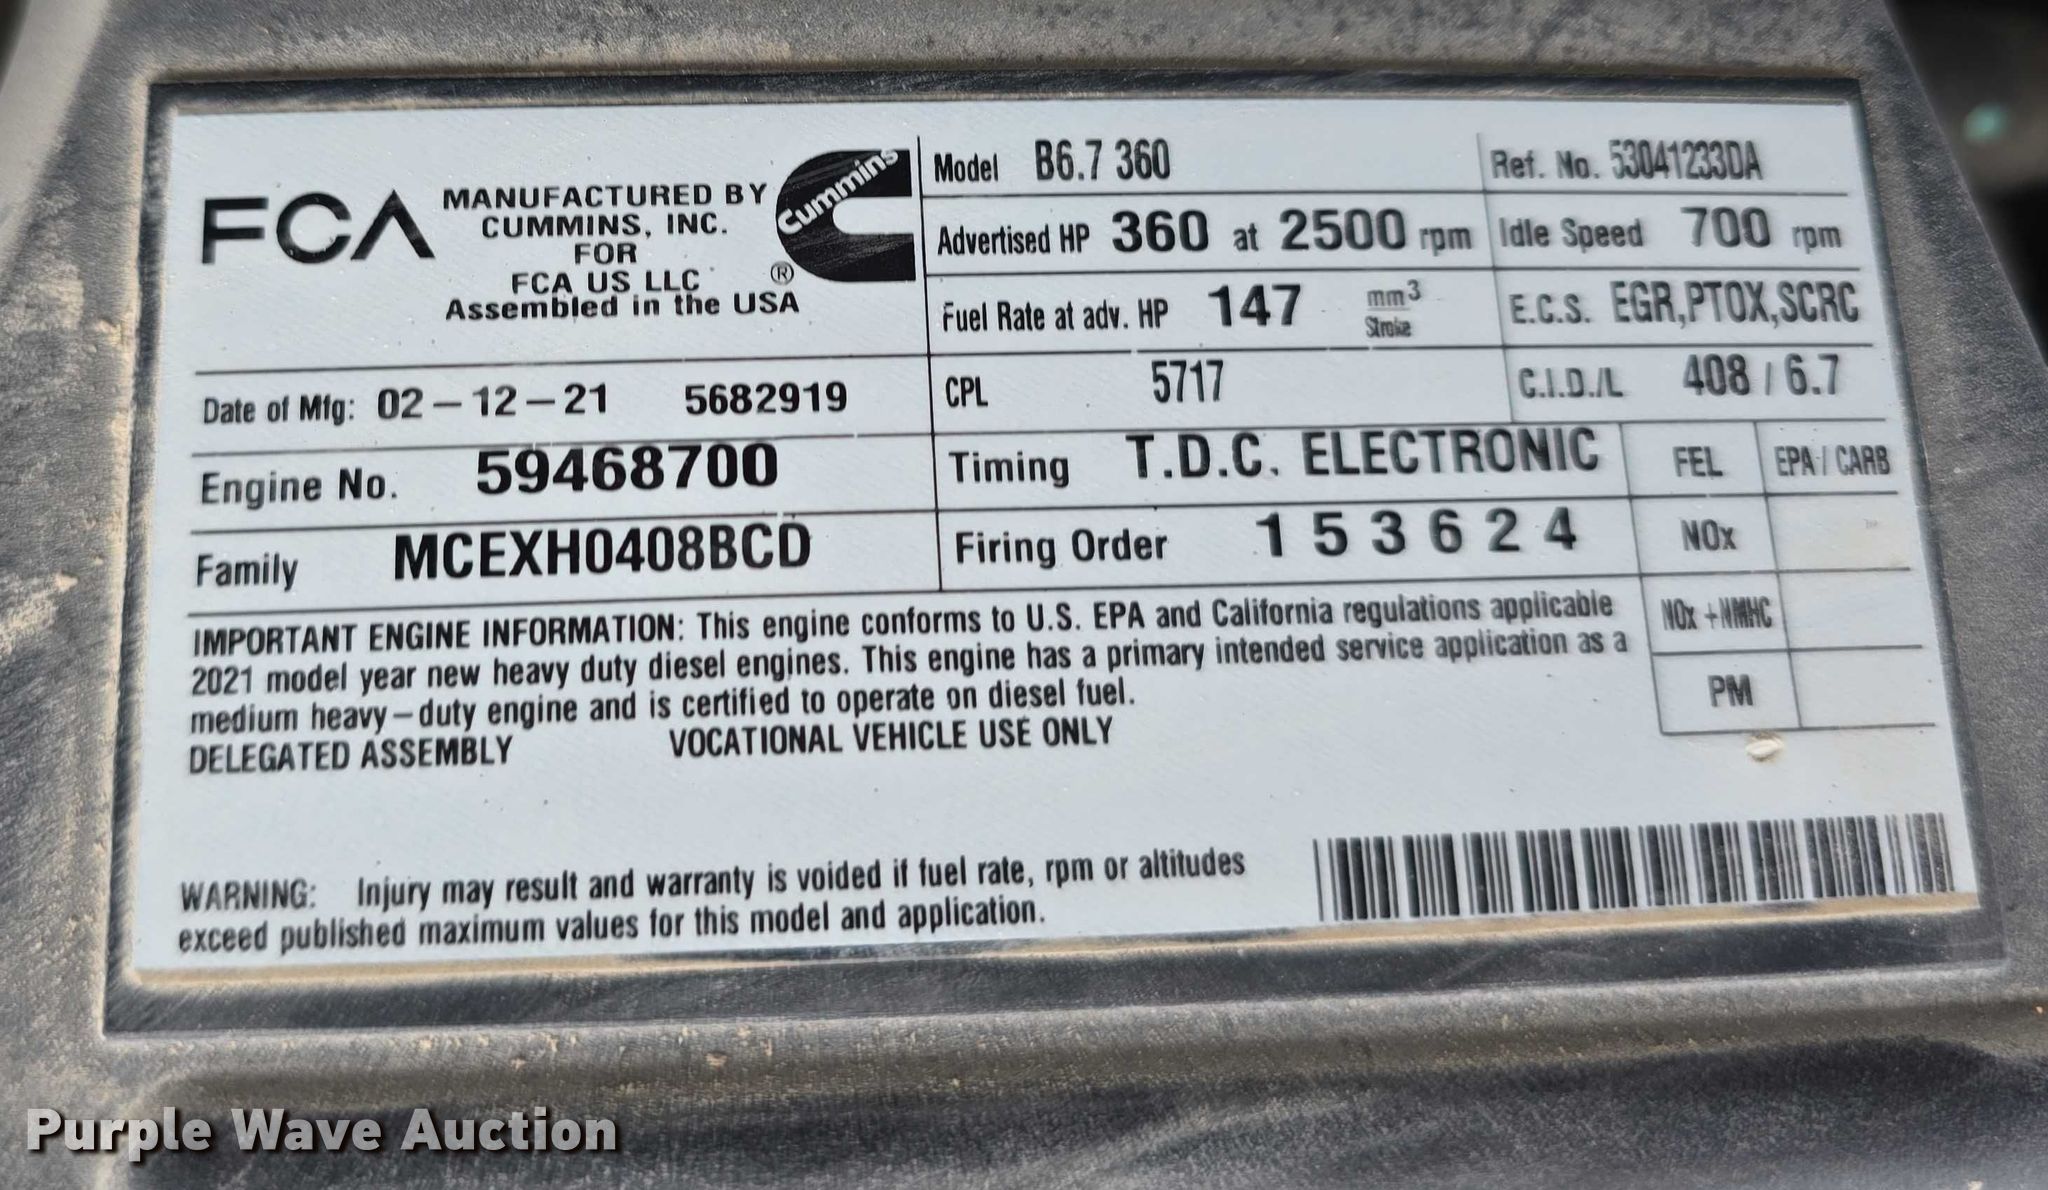 FCA
MANUFACTURED BY
CUMMINS, INC.
FOR
FCA US LLC
Assembled in the USA
Cummins
®
Model B6.7 360
Ref. No. 53041233DA
Advertised HP 360 at 2500 rpm
Idle Speed 700 rpm
Fuel Rate at adv. HP 147 mm³
Stroke
E.C.S. EGR,PTOX,SCRC
Date of Mfg: 02-12-21 5682919
CPL 5717
C.I.D./L 408 / 6.7
Engine No. 59468700
Timing T.D.C. ELECTRONIC
FEL EPA / CARB
Family MCEXH0408BCD
Firing Order 1 5 3 6 2 4
NOx
NOx +NMHC
PM
IMPORTANT ENGINE INFORMATION: This engine conforms to U.S. EPA and California regulations applicable
2021 model year new heavy duty diesel engines. This engine has a primary intended service application as a
medium heavy-duty engine and is certified to operate on diesel fuel.
DELEGATED ASSEMBLY VOCATIONAL VEHICLE USE ONLY
WARNING: Injury may result and warranty is voided if fuel rate, rpm or altitudes
exceed published maximum values for this model and application.
Purple Wave Auction